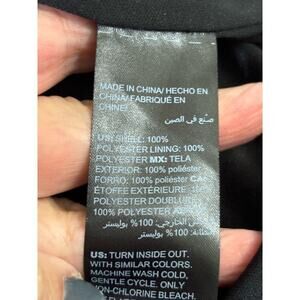 MADE IN CHINA/ HECHO EN
CHINA/ FABRIQUÉ EN
CHINE/
صنع في الصين
US: SHELL: 100%
POLYESTER LINING: 100%
POLYESTER MX: TELA
EXTERIOR: 100% poliéster
FORRO: 100% poliéster CA:
ÉTOFFE EXTÉRIEURE: 100%
POLYESTER DOUBLURE:
100% POLYESTER
الخارجي: 100% بوليستر
بطانة: 100% بوليستر
US: TURN INSIDE OUT.
WITH SIMILAR COLORS.
MACHINE WASH COLD,
GENTLE CYCLE. ONLY
NON-CHLORINE BLEACH,